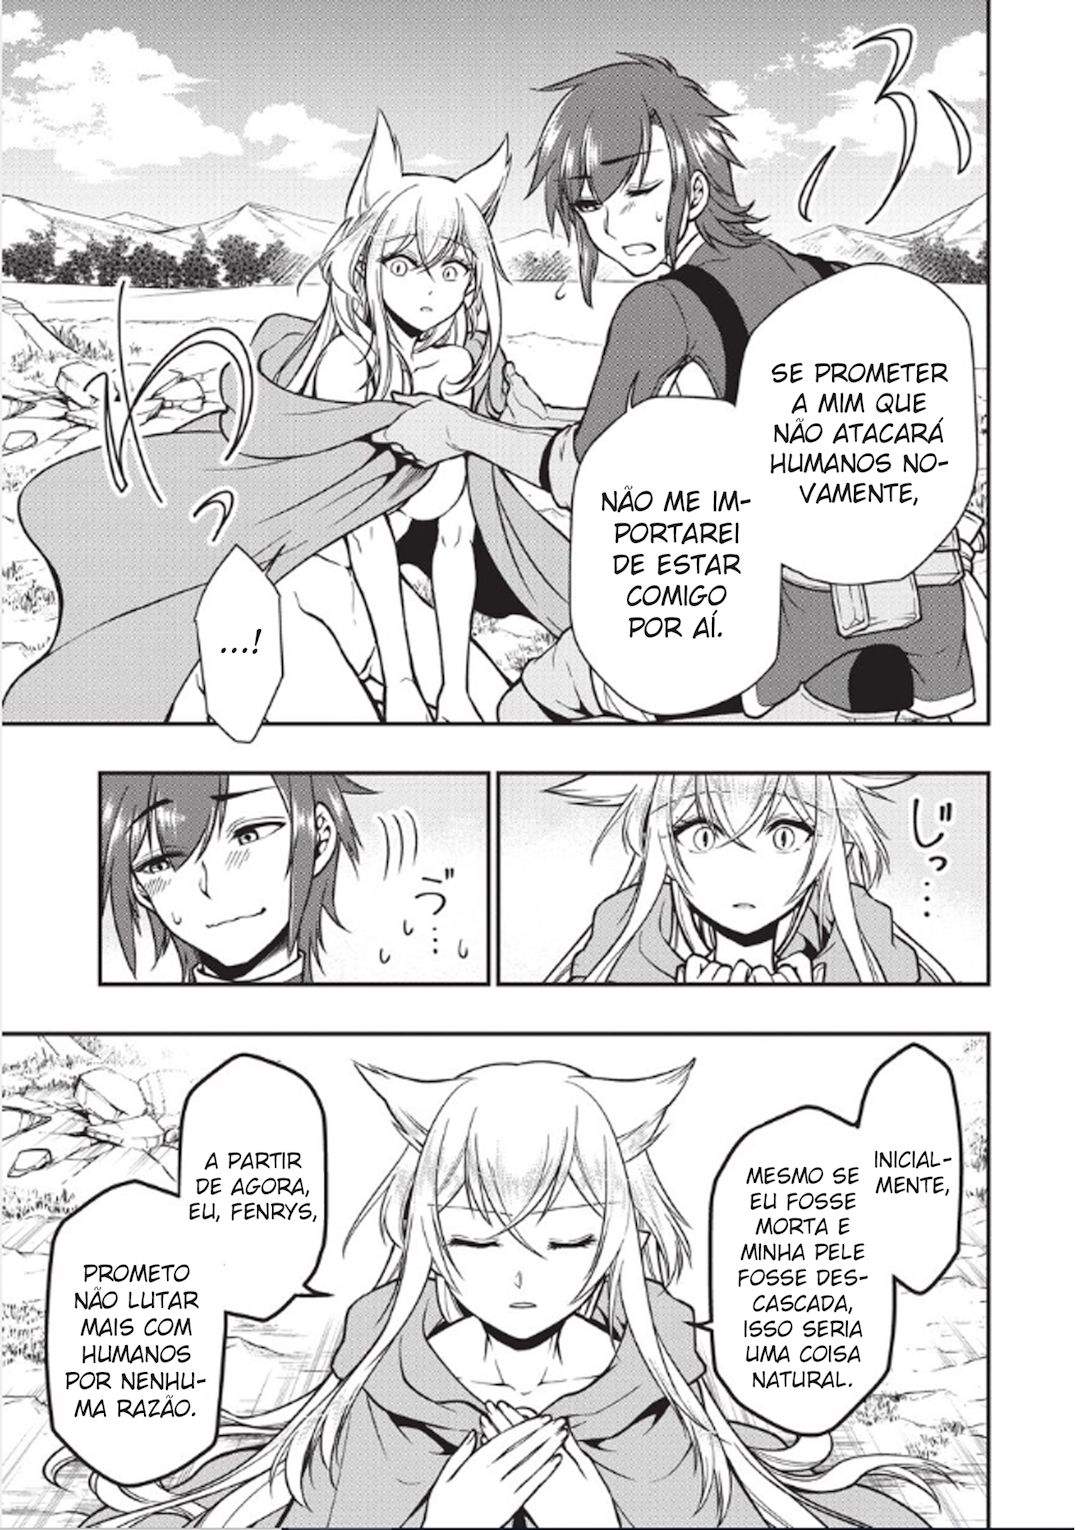 SE PROMETER
A MIM QUE
NÃO ATACARÁ
HUMANOS NO-
VAMENTE,
NÃO ME IM-
PORTAREI
DE ESTAR
COMIGO
POR AÍ.
...!
じっ…
う"…
INICIAL-
MENTE,
MESMO SE
EU FOSSE
MORTA E
MINHA PELE
FOSSE DES-
CASCADA,
ISSO SERIA
UMA COISA
NATURAL.
A PARTIR
DE AGORA,
EU, FENRYS,
PROMETO
NÃO LUTAR
MAIS COM
HUMANOS
POR NENHU-
MA RAZÃO.